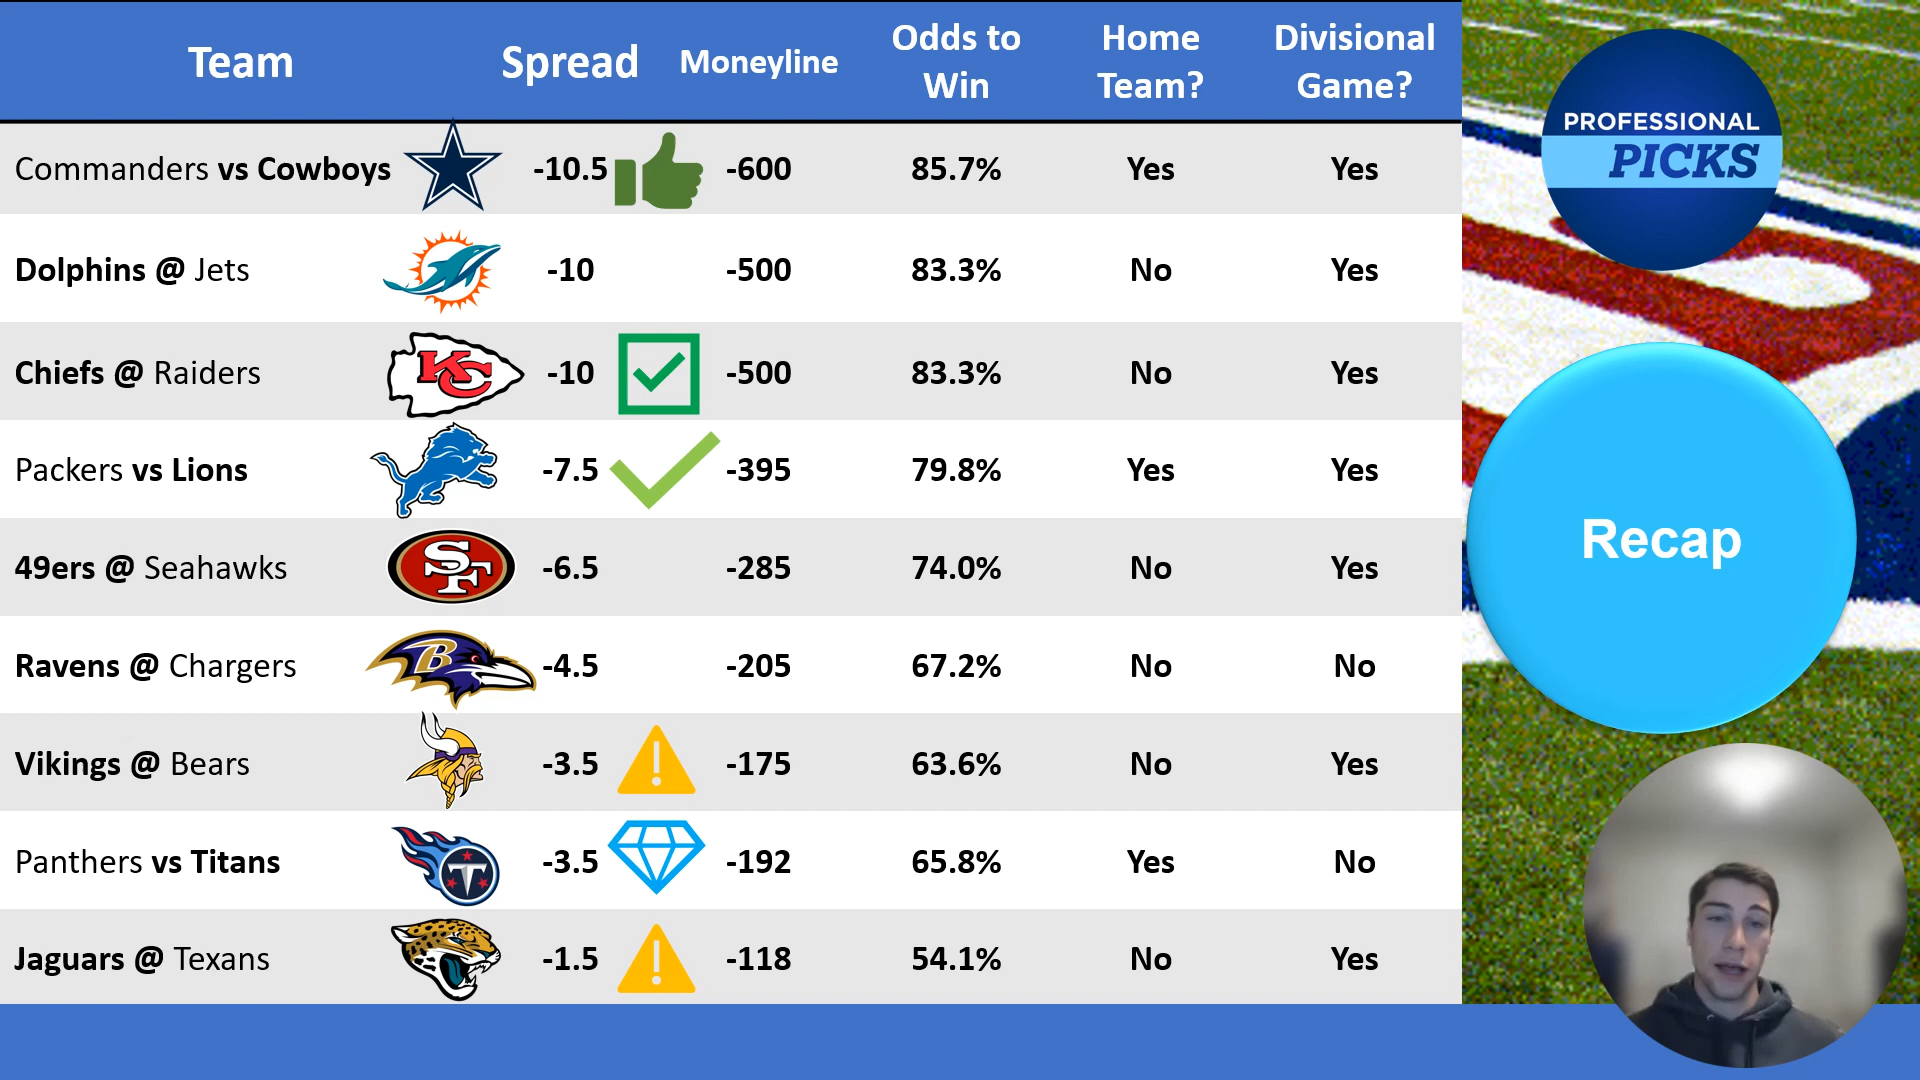 Team Spread Moneyline Odds to Win Home Team? Divisional Game?
Commanders vs Cowboys -10.5 -600 85.7% Yes Yes
Dolphins @ Jets -10 -500 83.3% No Yes
Chiefs @ Raiders KC -10 -500 83.3% No Yes
Packers vs Lions -7.5 -395 79.8% Yes Yes
49ers @ Seahawks SF -6.5 -285 74.0% No Yes
Ravens @ Chargers B -4.5 -205 67.2% No No
Vikings @ Bears -3.5 -175 63.6% No Yes
Panthers vs Titans T -3.5 -192 65.8% Yes No
Jaguars @ Texans -1.5 -118 54.1% No Yes
PROFESSIONAL
PICKS
Recap